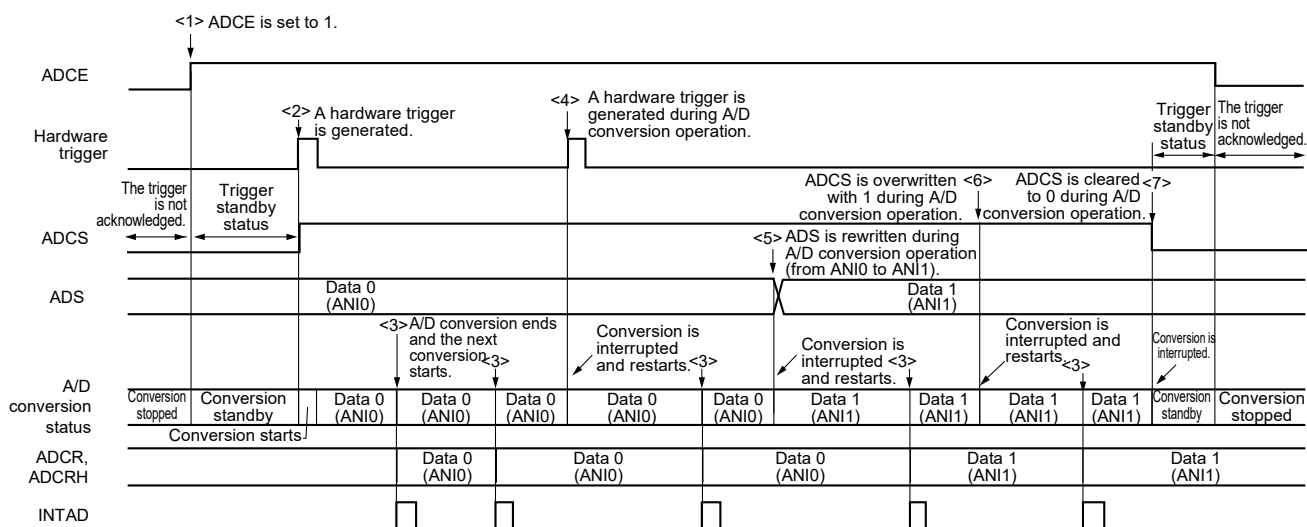 <1> ADCE is set to 1.
ADCE
<2> A hardware trigger
is generated.
<4> A hardware trigger is
generated during A/D
conversion operation.
Trigger
standby
status
The trigger
is not
acknowledged.
Hardware
trigger
The trigger
is not
acknowledged.
Trigger
standby
status
ADCS is overwritten <6>
with 1 during A/D
conversion operation.
ADCS is cleared <7>
to 0 during A/D
conversion operation.
ADCS
<5> ADS is rewritten during
A/D conversion operation
(from ANI0 to ANI1).
ADS
Data 0
(ANI0)
Data 1
(ANI1)
<3> A/D conversion ends
and the next
conversion
starts.
<3>
Conversion is
interrupted
and restarts.
<3>
Conversion is
interrupted
and restarts.
<3>
Conversion is
interrupted and
restarts.
<3>
Conversion is
interrupted.
A/D
conversion
status
Conversion
stopped
Conversion
standby
Conversion starts
Data 0
(ANI0)
Data 0
(ANI0)
Data 0
(ANI0)
Data 0
(ANI0)
Data 0
(ANI0)
Data 1
(ANI1)
Data 1
(ANI1)
Data 1
(ANI1)
Data 1
(ANI1)
Conversion
standby
Conversion
stopped
ADCR,
ADCRH
Data 0
(ANI0)
Data 0
(ANI0)
Data 0
(ANI0)
Data 1
(ANI1)
Data 1
(ANI1)
INTAD